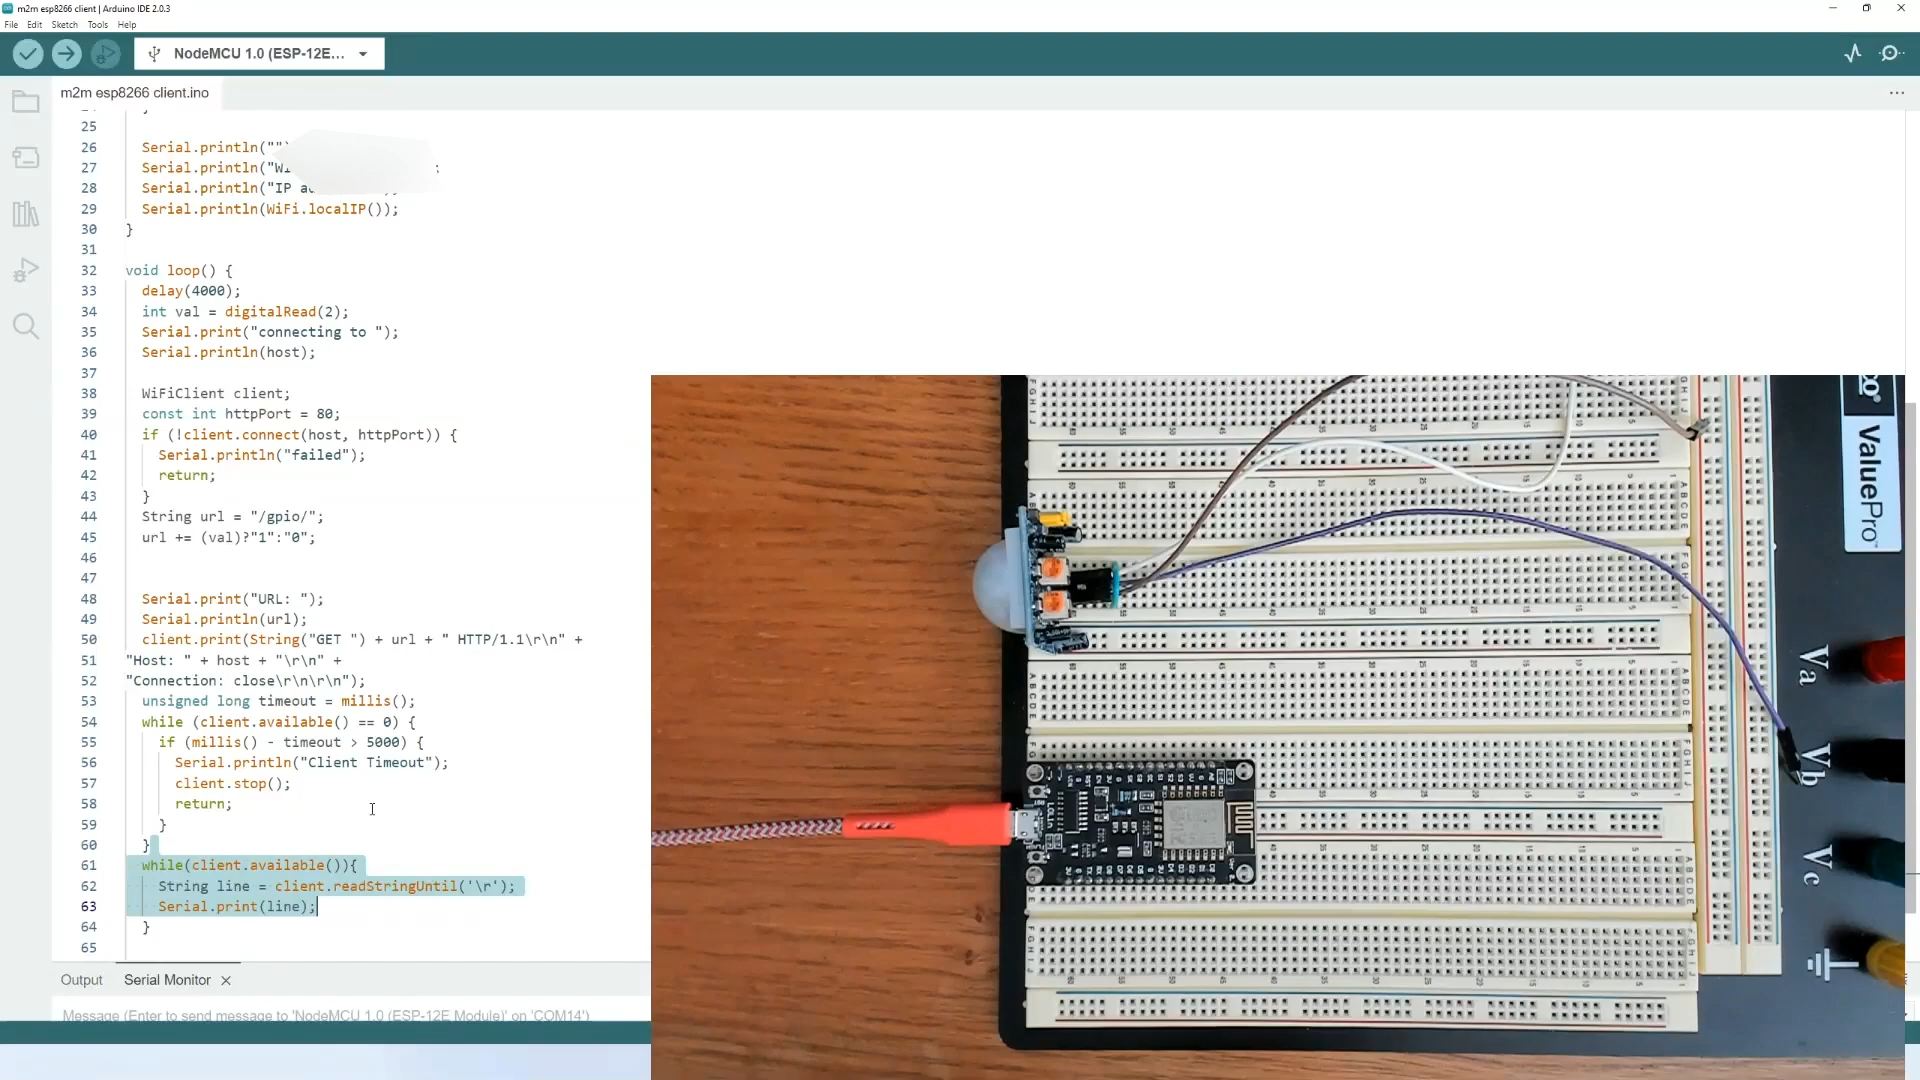 m2m esp8266 client | Arduino IDE 2.0.3
File Edit Sketch Tools Help
NodeMCU 1.0 (ESP-12E...
m2m esp8266 client.ino
25
26 Serial.println("")
27 Serial.println("Wi ;
28 Serial.println("IP
29 Serial.println(WiFi.localIP());
30 }
31
32 void loop() {
33 delay(4000);
34 int val = digitalRead(2);
35 Serial.print("connecting to ");
36 Serial.println(host);
37
38 WiFiClient client;
39 const int httpPort = 80;
40 if (!client.connect(host, httpPort)) {
41 Serial.println("failed");
42 return;
43 }
44 String url = "/gpio/";
45 url += (val)?"1":"0";
46
47
48 Serial.print("URL: ");
49 Serial.println(url);
50 client.print(String("GET ") + url + " HTTP/1.1\r\n" +
51 "Host: " + host + "\r\n" +
52 "Connection: close\r\n\r\n");
53 unsigned long timeout = millis();
54 while (client.available() == 0) {
55 if (millis() - timeout > 5000) {
56 Serial.println("Client Timeout");
57 client.stop();
58 return;
59 }
60 }
61 while(client.available()){
62 String line = client.readStringUntil('\r');
63 Serial.print(line);
64 }
65
Output Serial Monitor
Message (Enter to send message to 'NodeMCU 1.0 (ESP-12E Module)' on 'COM14')
ValuePro
Va
Vb
Vc